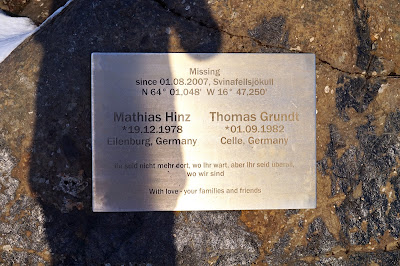 Missing
since 01.08.2007, Svínafellsjökull
N 64° 01.048' W 16° 47.250'
Mathias Hinz Thomas Grundt
*19.12.1978 *01.09.1982
Eilenburg, Germany Celle, Germany
Ihr seid nicht mehr dort, wo ihr wart, aber ihr seid überall,
wo wir sind
With love - your families and friends